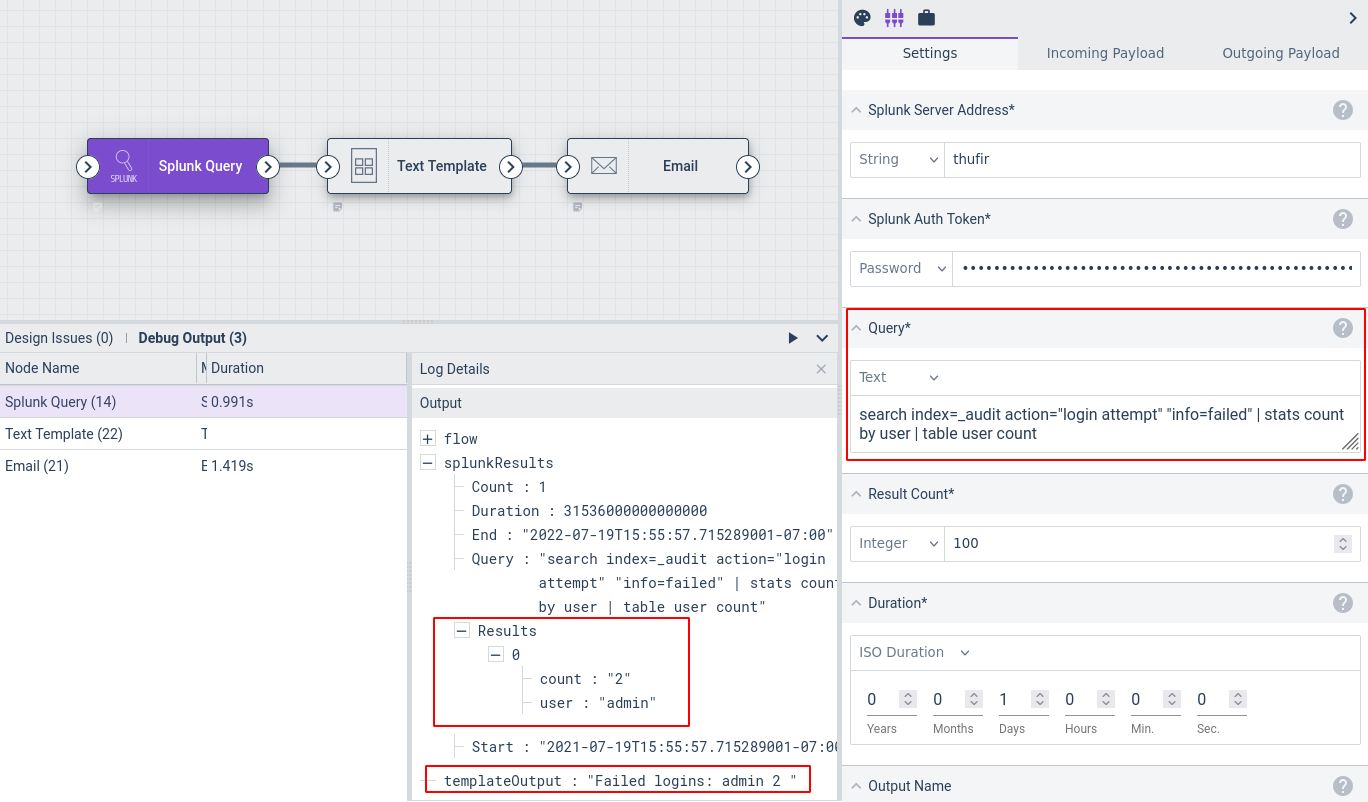 SPLUNK
Splunk Query
Text Template
Email
Design Issues (0)
Debug Output (3)
Node Name
Duration
Splunk Query (14)
S
0.991s
Text Template (22)
T
Email (21)
E
1.419s
Log Details
Output
flow
splunkResults
Count : 1
Duration : 31536000000000000
End : "2022-07-19T15:55:57.715289001-07:00"
Query : "search index=_audit action="login
attempt" "info=failed" | stats count
by user | table user count"
Results
0
count : "2"
user : "admin"
Start : "2021-07-19T15:55:57.715289001-07:00
templateOutput : "Failed logins: admin 2 "
Settings
Incoming Payload
Outgoing Payload
Splunk Server Address*
?
String
thufir
Splunk Auth Token*
?
Password
••••••••••••••••••••••••••••••••••••••••••••••••••
Query*
?
Text
search index=_audit action="login attempt" "info=failed" | stats count
by user | table user count
Result Count*
?
Integer
100
Duration*
?
ISO Duration
0 0 1 0 0 0
Years Months Days Hours Min. Sec.
Output Name
?